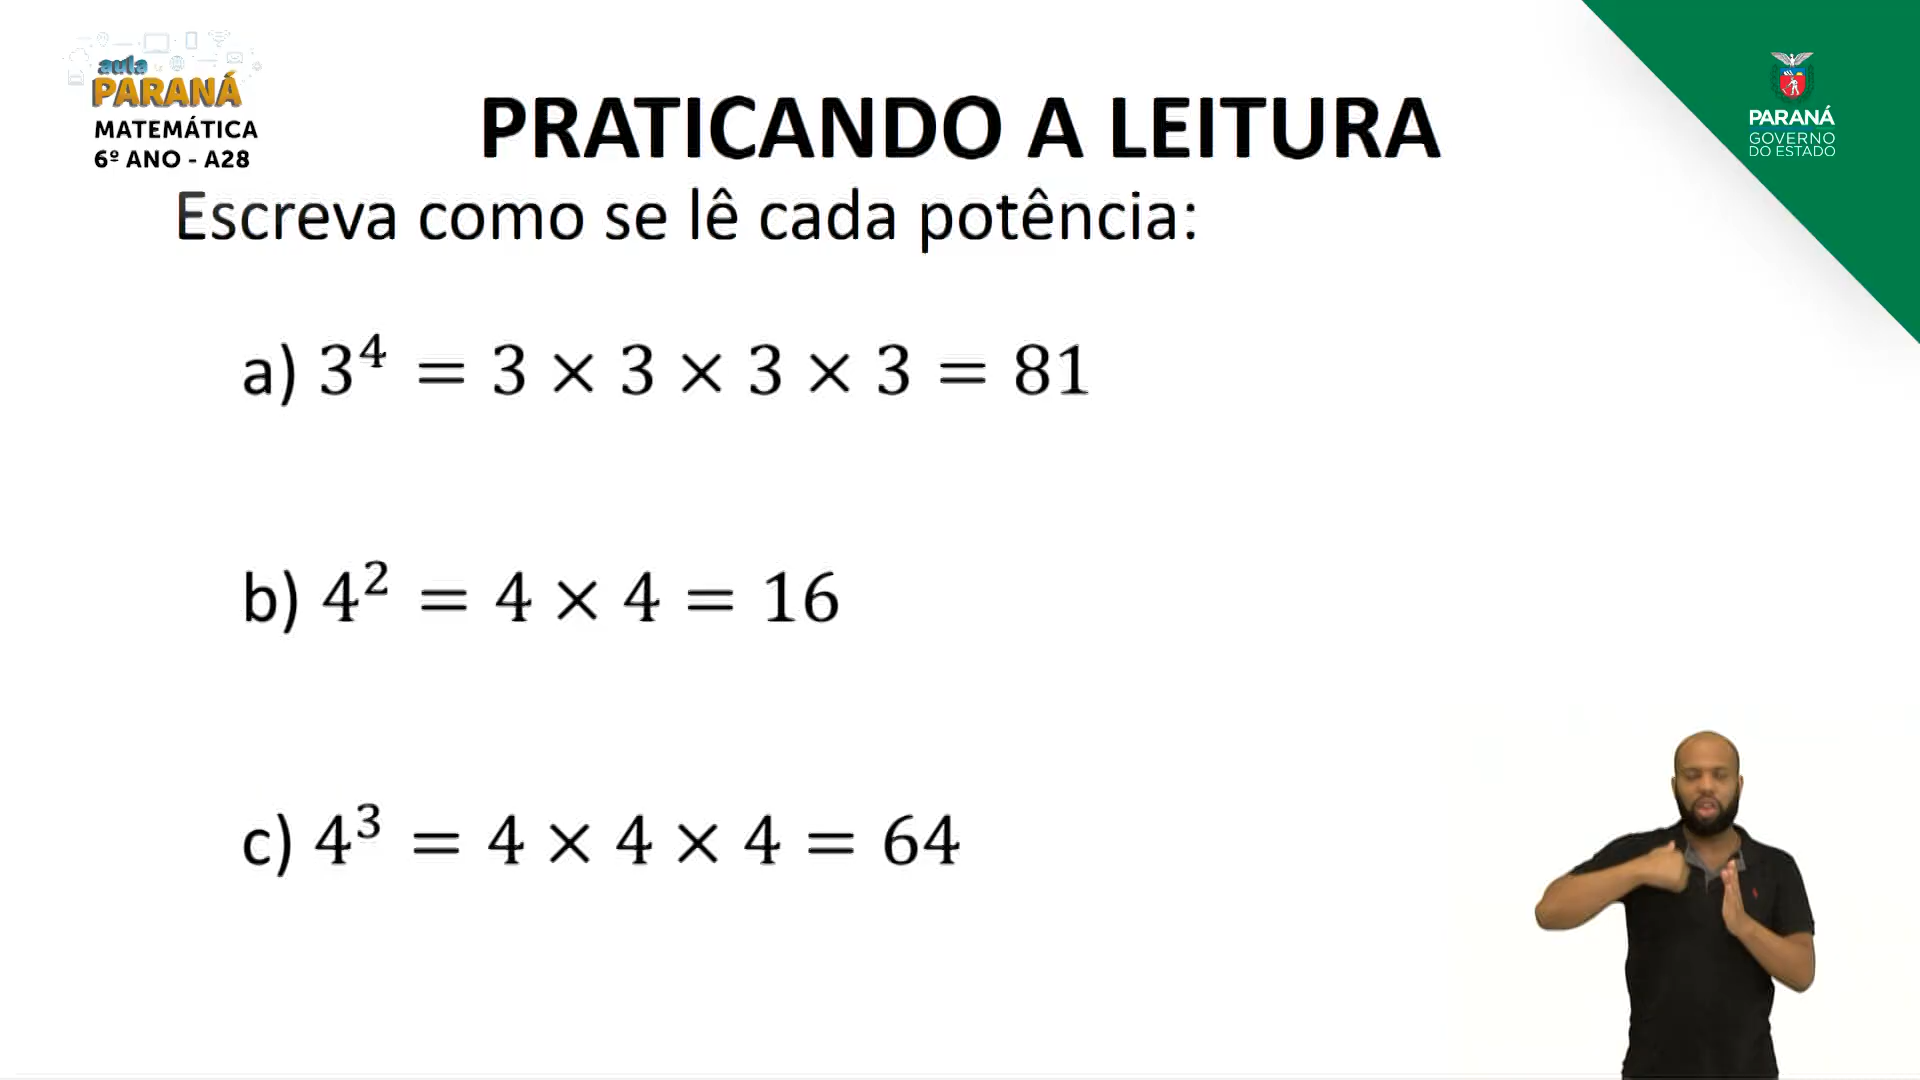 aula
PARANÁ
MATEMÁTICA
6º ANO - A28
PRATICANDO A LEITURA
PARANÁ
GOVERNO
DO ESTADO
Escreva como se lê cada potência:
a) 3⁴ = 3 × 3 × 3 × 3 = 81
b) 4² = 4 × 4 = 16
c) 4³ = 4 × 4 × 4 = 64